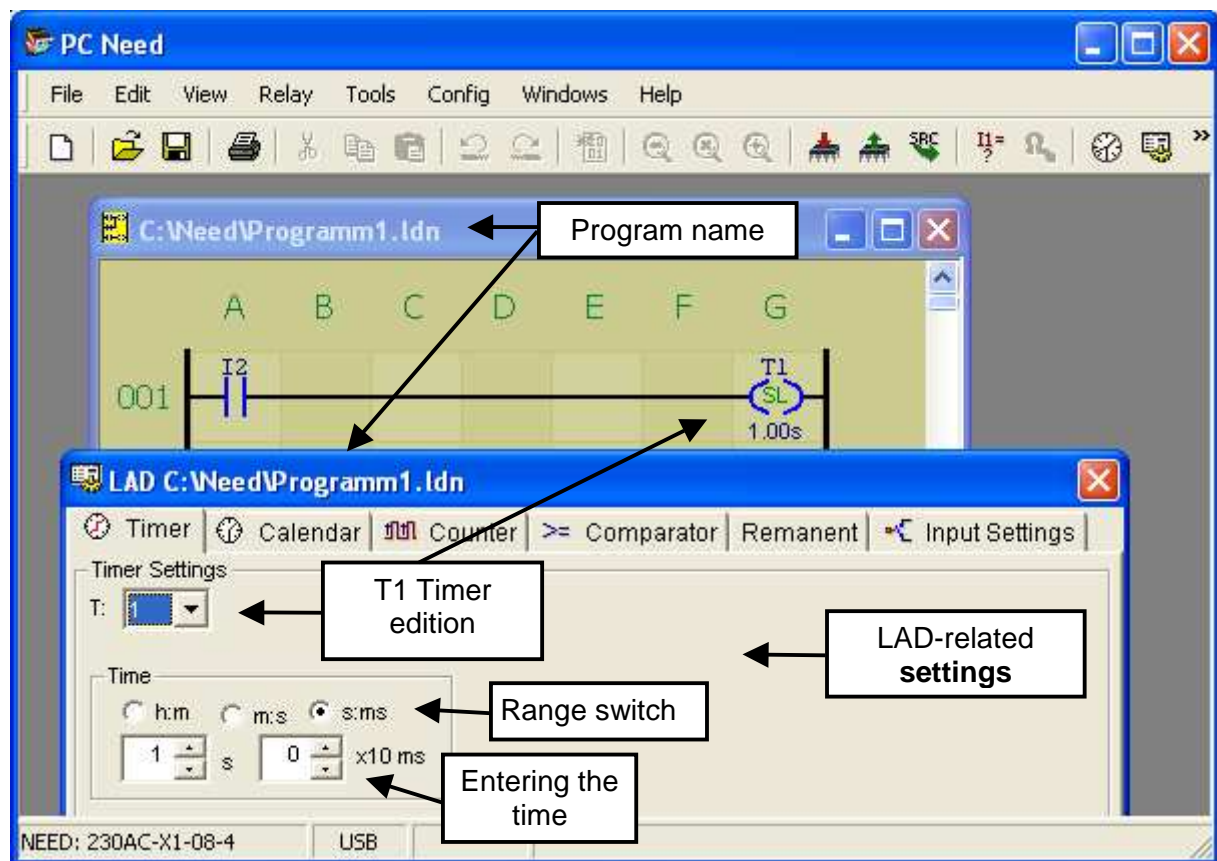 PC Need
File Edit View Relay Tools Config Windows Help
SRC I1=
?
C:\Need\Programm1.ldn
Program name
A B C D E F G
I2 T1
001 SL
1.00s
LAD C:\Need\Programm1.ldn
Timer Calendar Counter >= Comparator Remanent Input Settings
Timer Settings
T: 1
T1 Timer
edition
LAD-related
settings
Time
h:m m:s s:ms
Range switch
1 s 0 x10 ms
Entering the
time
NEED: 230AC-X1-08-4 USB